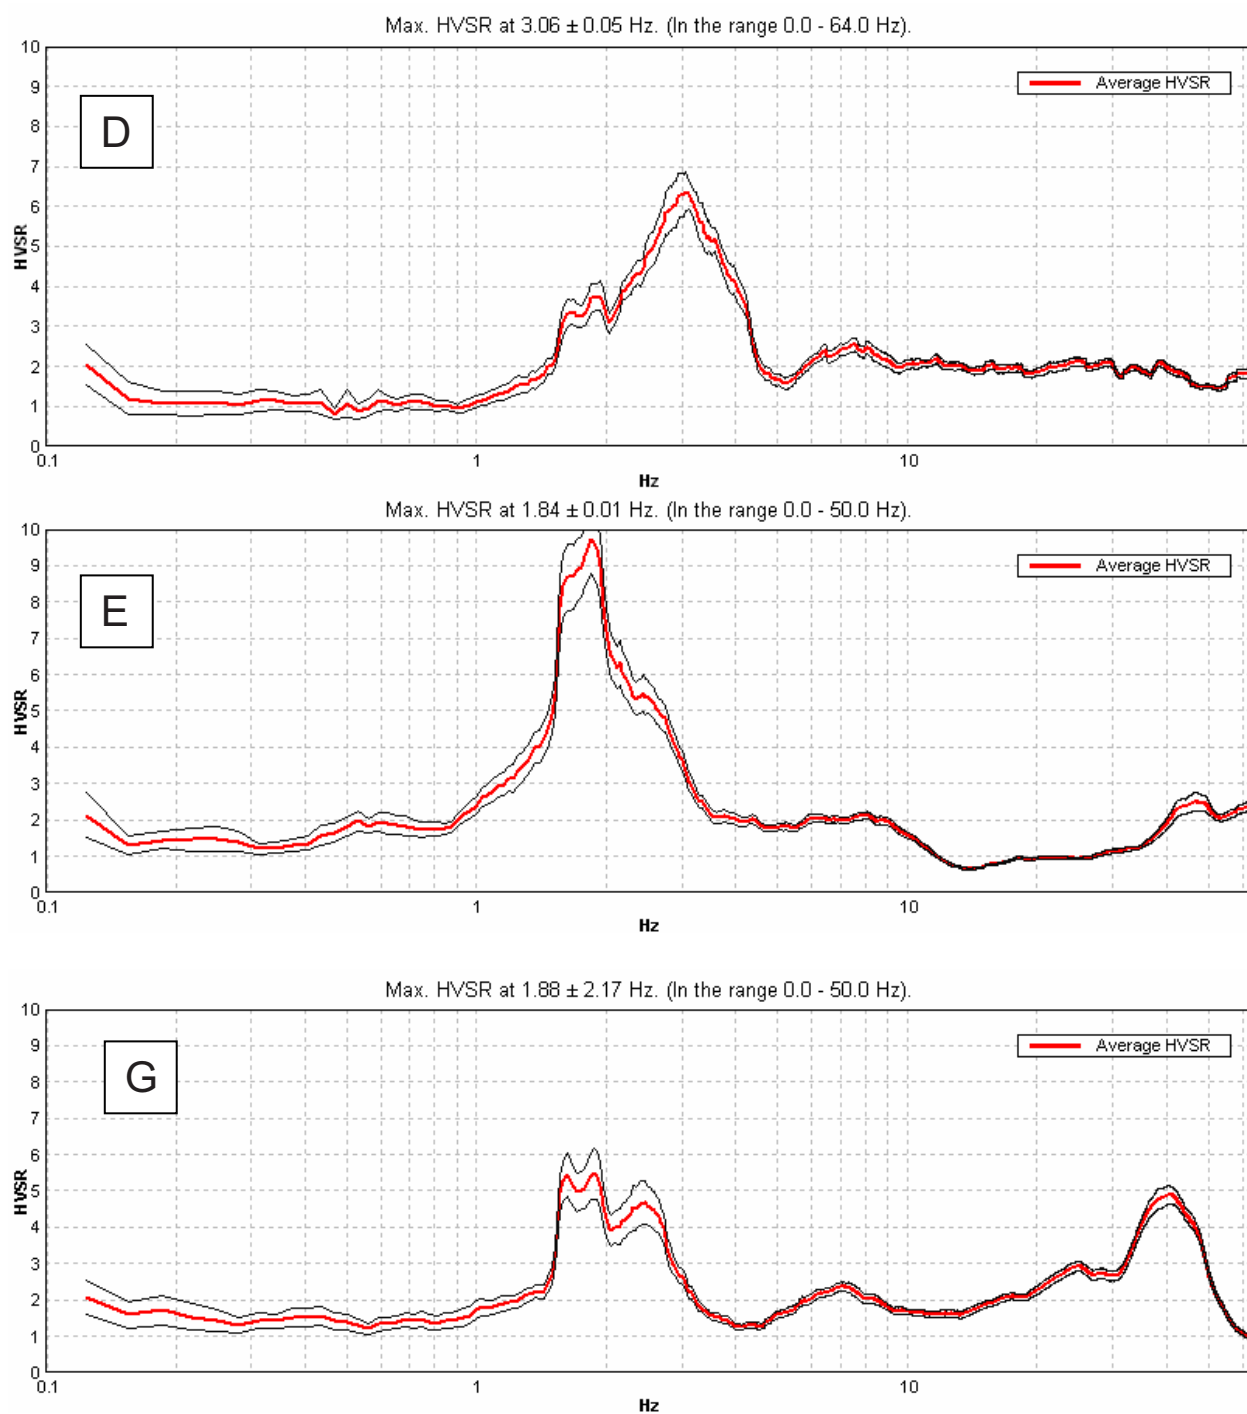 Max. HVSR at 3.06 ± 0.05 Hz. (In the range 0.0 - 64.0 Hz).
10
9
8
7
6
5
4
3
2
1
0
HVSR
D
Average HVSR
0.1 1 10
Hz
Max. HVSR at 1.84 ± 0.01 Hz. (In the range 0.0 - 50.0 Hz).
10
9
8
7
6
5
4
3
2
1
0
HVSR
E
Average HVSR
0.1 1 10
Hz
Max. HVSR at 1.88 ± 2.17 Hz. (In the range 0.0 - 50.0 Hz).
10
9
8
7
6
5
4
3
2
1
0
HVSR
G
Average HVSR
0.1 1 10
Hz